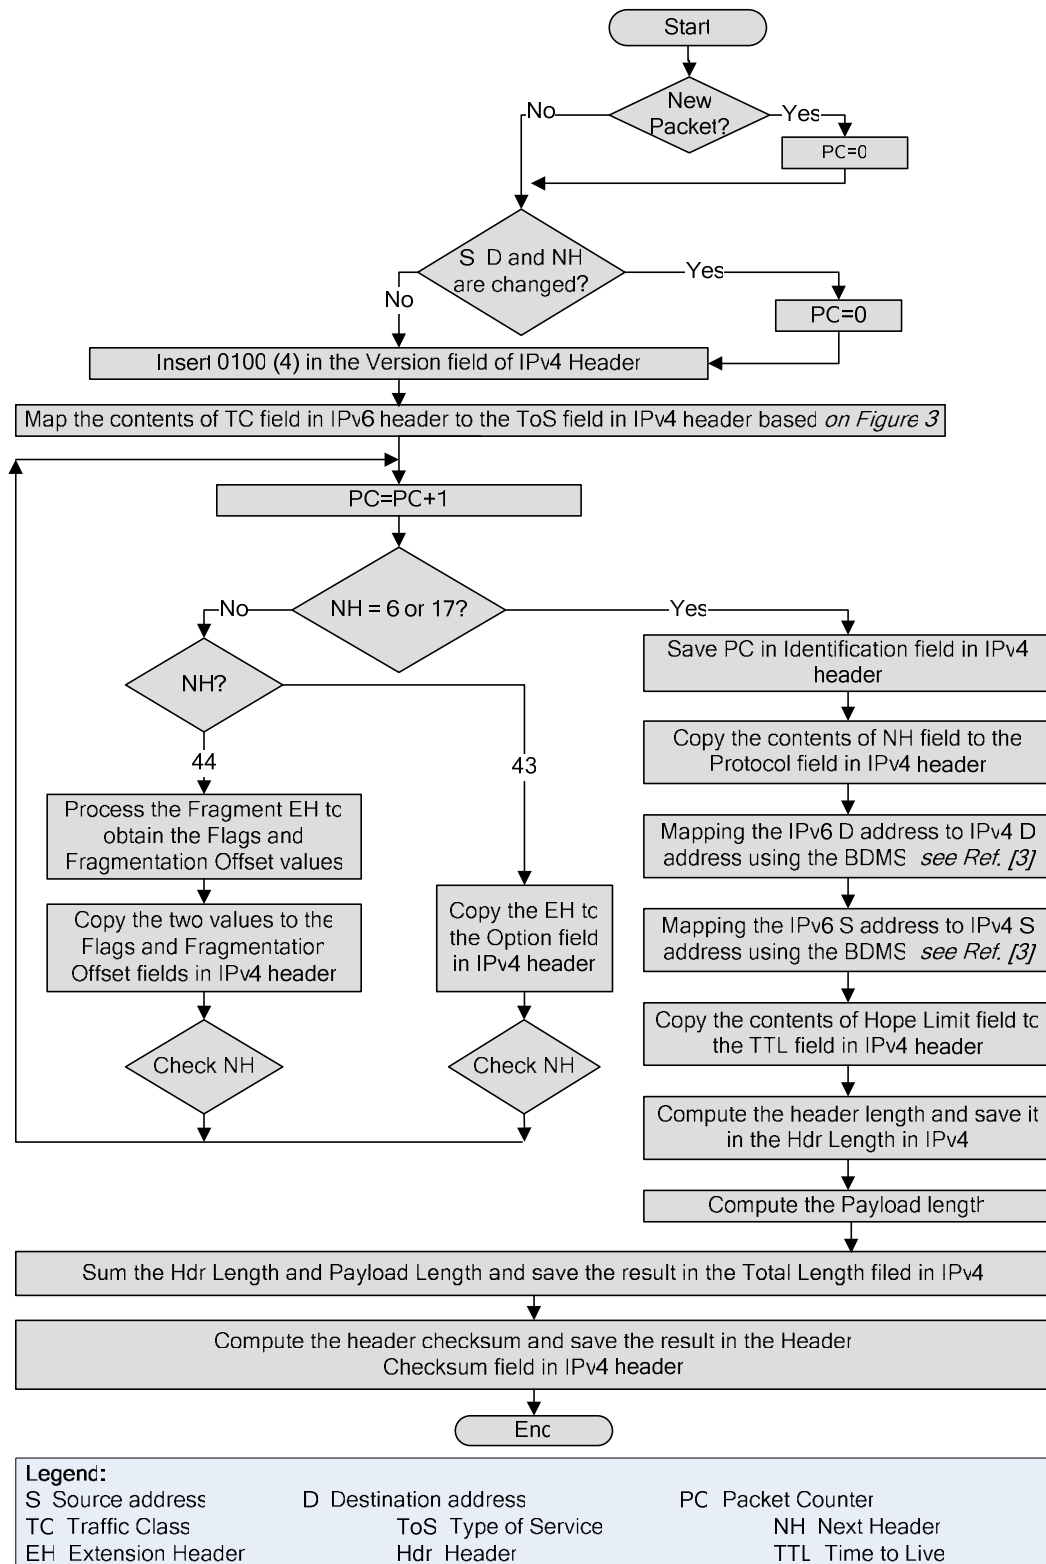 Start
New
Packet?
No
Yes
PC=0
S D and NH
are changed?
No
Yes
PC=0
Insert 0100 (4) in the Version field of IPv4 Header
Map the contents of TC field in IPv6 header to the ToS field in IPv4 header based on Figure 3
PC=PC+1
NH = 6 or 17?
No
Yes
NH?
44
43
Process the Fragment EH to
obtain the Flags and
Fragmentation Offset values
Copy the two values to the
Flags and Fragmentation
Offset fields in IPv4 header
Check NH
Copy the EH to
the Option field
in IPv4 header
Check NH
Save PC in Identification field in IPv4
header
Copy the contents of NH field to the
Protocol field in IPv4 header
Mapping the IPv6 D address to IPv4 D
address using the BDMS see Ref. [3]
Mapping the IPv6 S address to IPv4 S
address using the BDMS see Ref. [3]
Copy the contents of Hope Limit field to
the TTL field in IPv4 header
Compute the header length and save it
in the Hdr Length in IPv4
Compute the Payload length
Sum the Hdr Length and Payload Length and save the result in the Total Length filed in IPv4
Compute the header checksum and save the result in the Header
Checksum field in IPv4 header
End
Legend:
S Source address D Destination address PC Packet Counter
TC Traffic Class ToS Type of Service NH Next Header
EH Extension Header Hdr Header TTL Time to Live